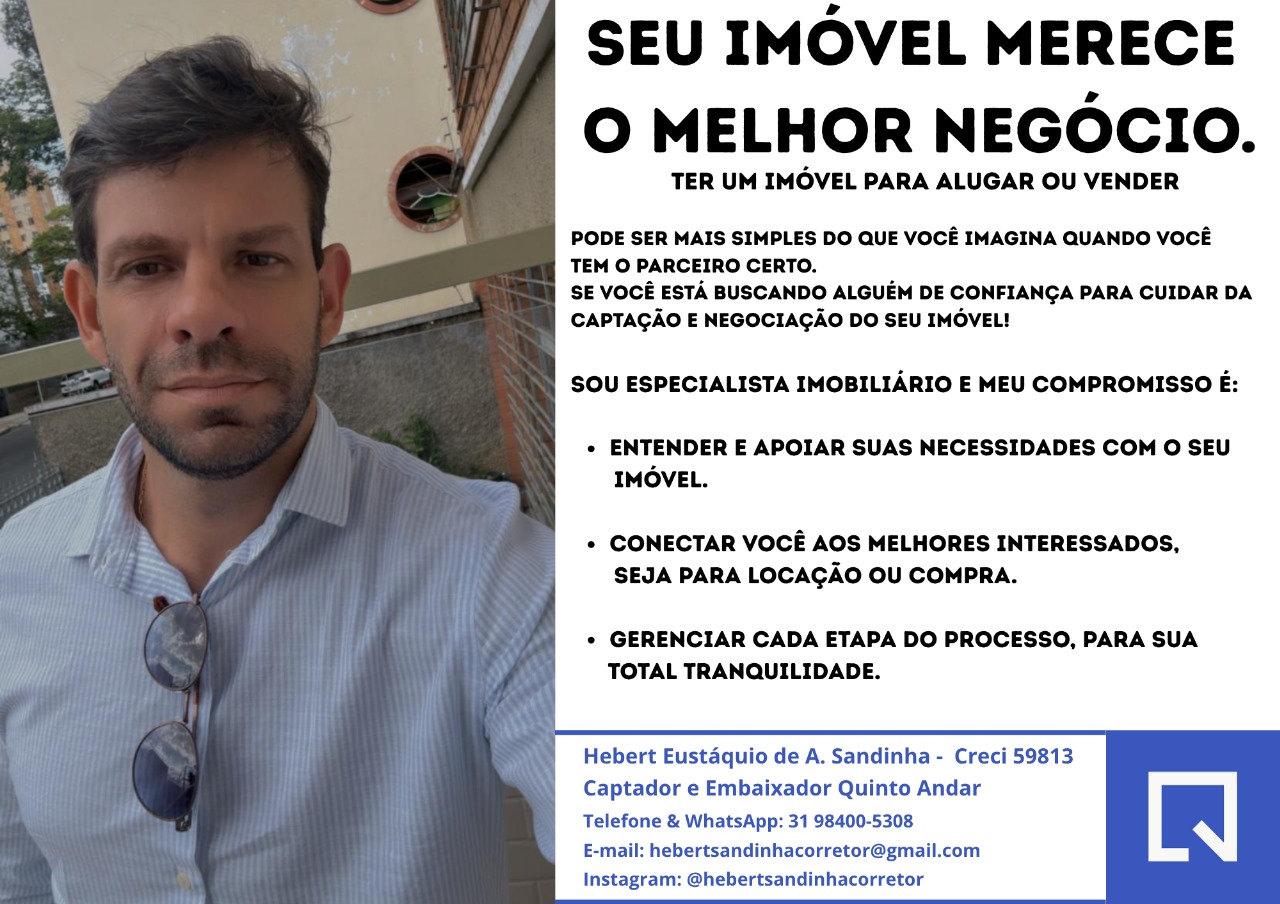 SEU IMÓVEL MERECE
O MELHOR NEGÓCIO.
TER UM IMÓVEL PARA ALUGAR OU VENDER
PODE SER MAIS SIMPLES DO QUE VOCÊ IMAGINA QUANDO VOCÊ
TEM O PARCEIRO CERTO.
SE VOCÊ ESTÁ BUSCANDO ALGUÉM DE CONFIANÇA PARA CUIDAR DA
CAPTAÇÃO E NEGOCIAÇÃO DO SEU IMÓVEL!
SOU ESPECIALISTA IMOBILIÁRIO E MEU COMPROMISSO É:
• ENTENDER E APOIAR SUAS NECESSIDADES COM O SEU
IMÓVEL.
• CONECTAR VOCÊ AOS MELHORES INTERESSADOS,
SEJA PARA LOCAÇÃO OU COMPRA.
• GERENCIAR CADA ETAPA DO PROCESSO, PARA SUA
TOTAL TRANQUILIDADE.
Hebert Eustáquio de A. Sandinha - Creci 59813
Captador e Embaixador Quinto Andar
Telefone & WhatsApp: 31 98400-5308
E-mail: hebertsandinhacorretor@gmail.com
Instagram: @hebertsandinhacorretor